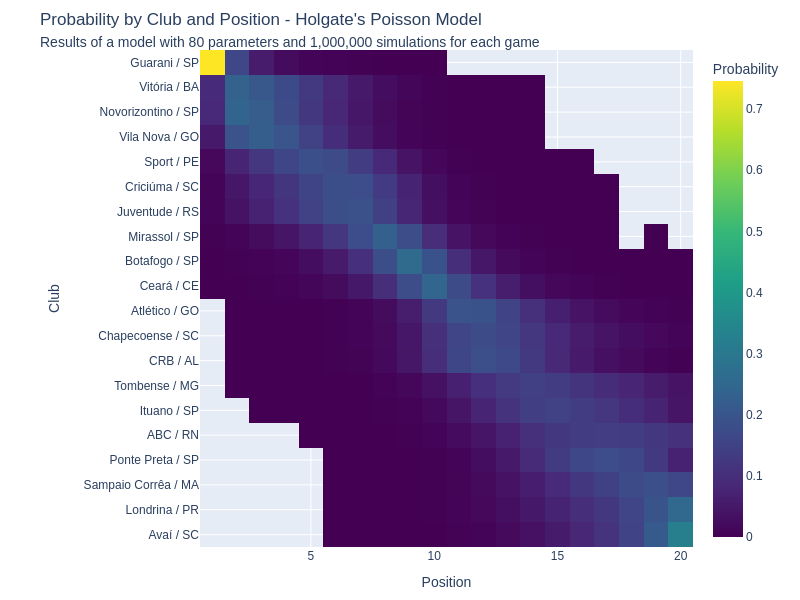 Probability by Club and Position - Holgate's Poisson Model
Results of a model with 80 parameters and 1,000,000 simulations for each game
Probability
Club
Guarani / SP
Vitória / BA
Novorizontino / SP
Vila Nova / GO
Sport / PE
Criciúma / SC
Juventude / RS
Mirassol / SP
Botafogo / SP
Ceará / CE
Atlético / GO
Chapecoense / SC
CRB / AL
Tombense / MG
Ituano / SP
ABC / RN
Ponte Preta / SP
Sampaio Corrêa / MA
Londrina / PR
Avaí / SC
5
10
15
20
Position
0.7
0.6
0.5
0.4
0.3
0.2
0.1
0